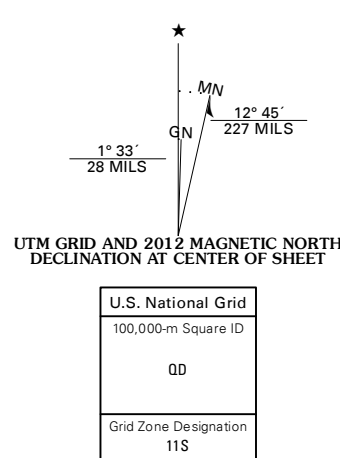 ★
MN
GN
12° 45´
227 MILS
1° 33´
28 MILS
UTM GRID AND 2012 MAGNETIC NORTH
DECLINATION AT CENTER OF SHEET
U.S. National Grid
100,000-m Square ID
QD
Grid Zone Designation
11S